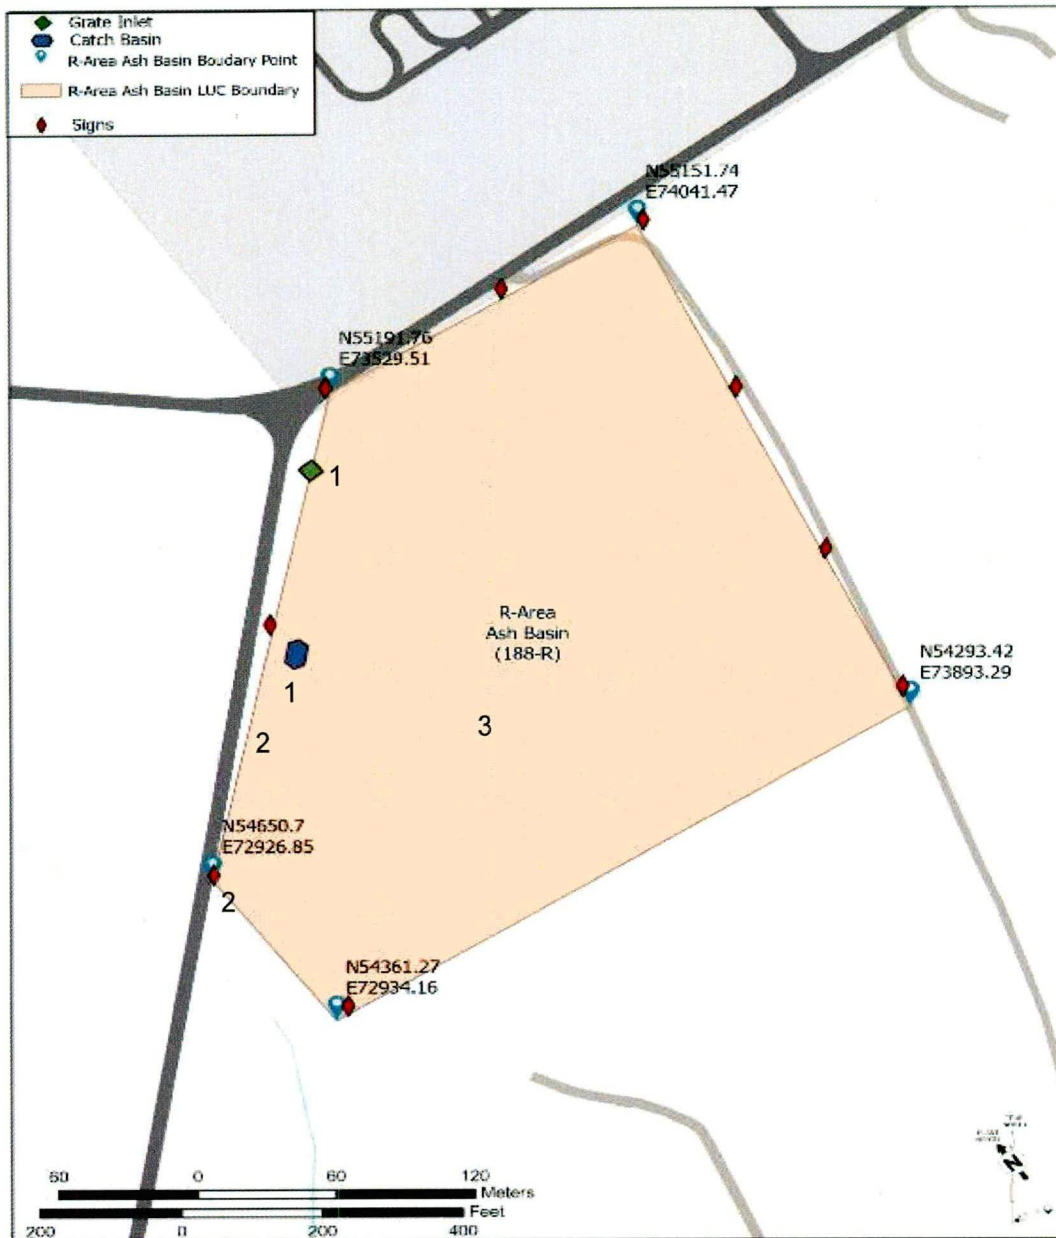 Grate Inlet
Catch Basin
R-Area Ash Basin Boudary Point
R-Area Ash Basin LUC Boundary
Signs
N55151.74
E74041.47
N55191.76
E73529.51
1
R-Area
Ash Basin
(188-R)
N54293.42
E73893.29
1
2
3
N54650.7
E72926.85
2
N54361.27
E72934.16
N
60 0 60 120
Meters
Feet
200 0 200 400